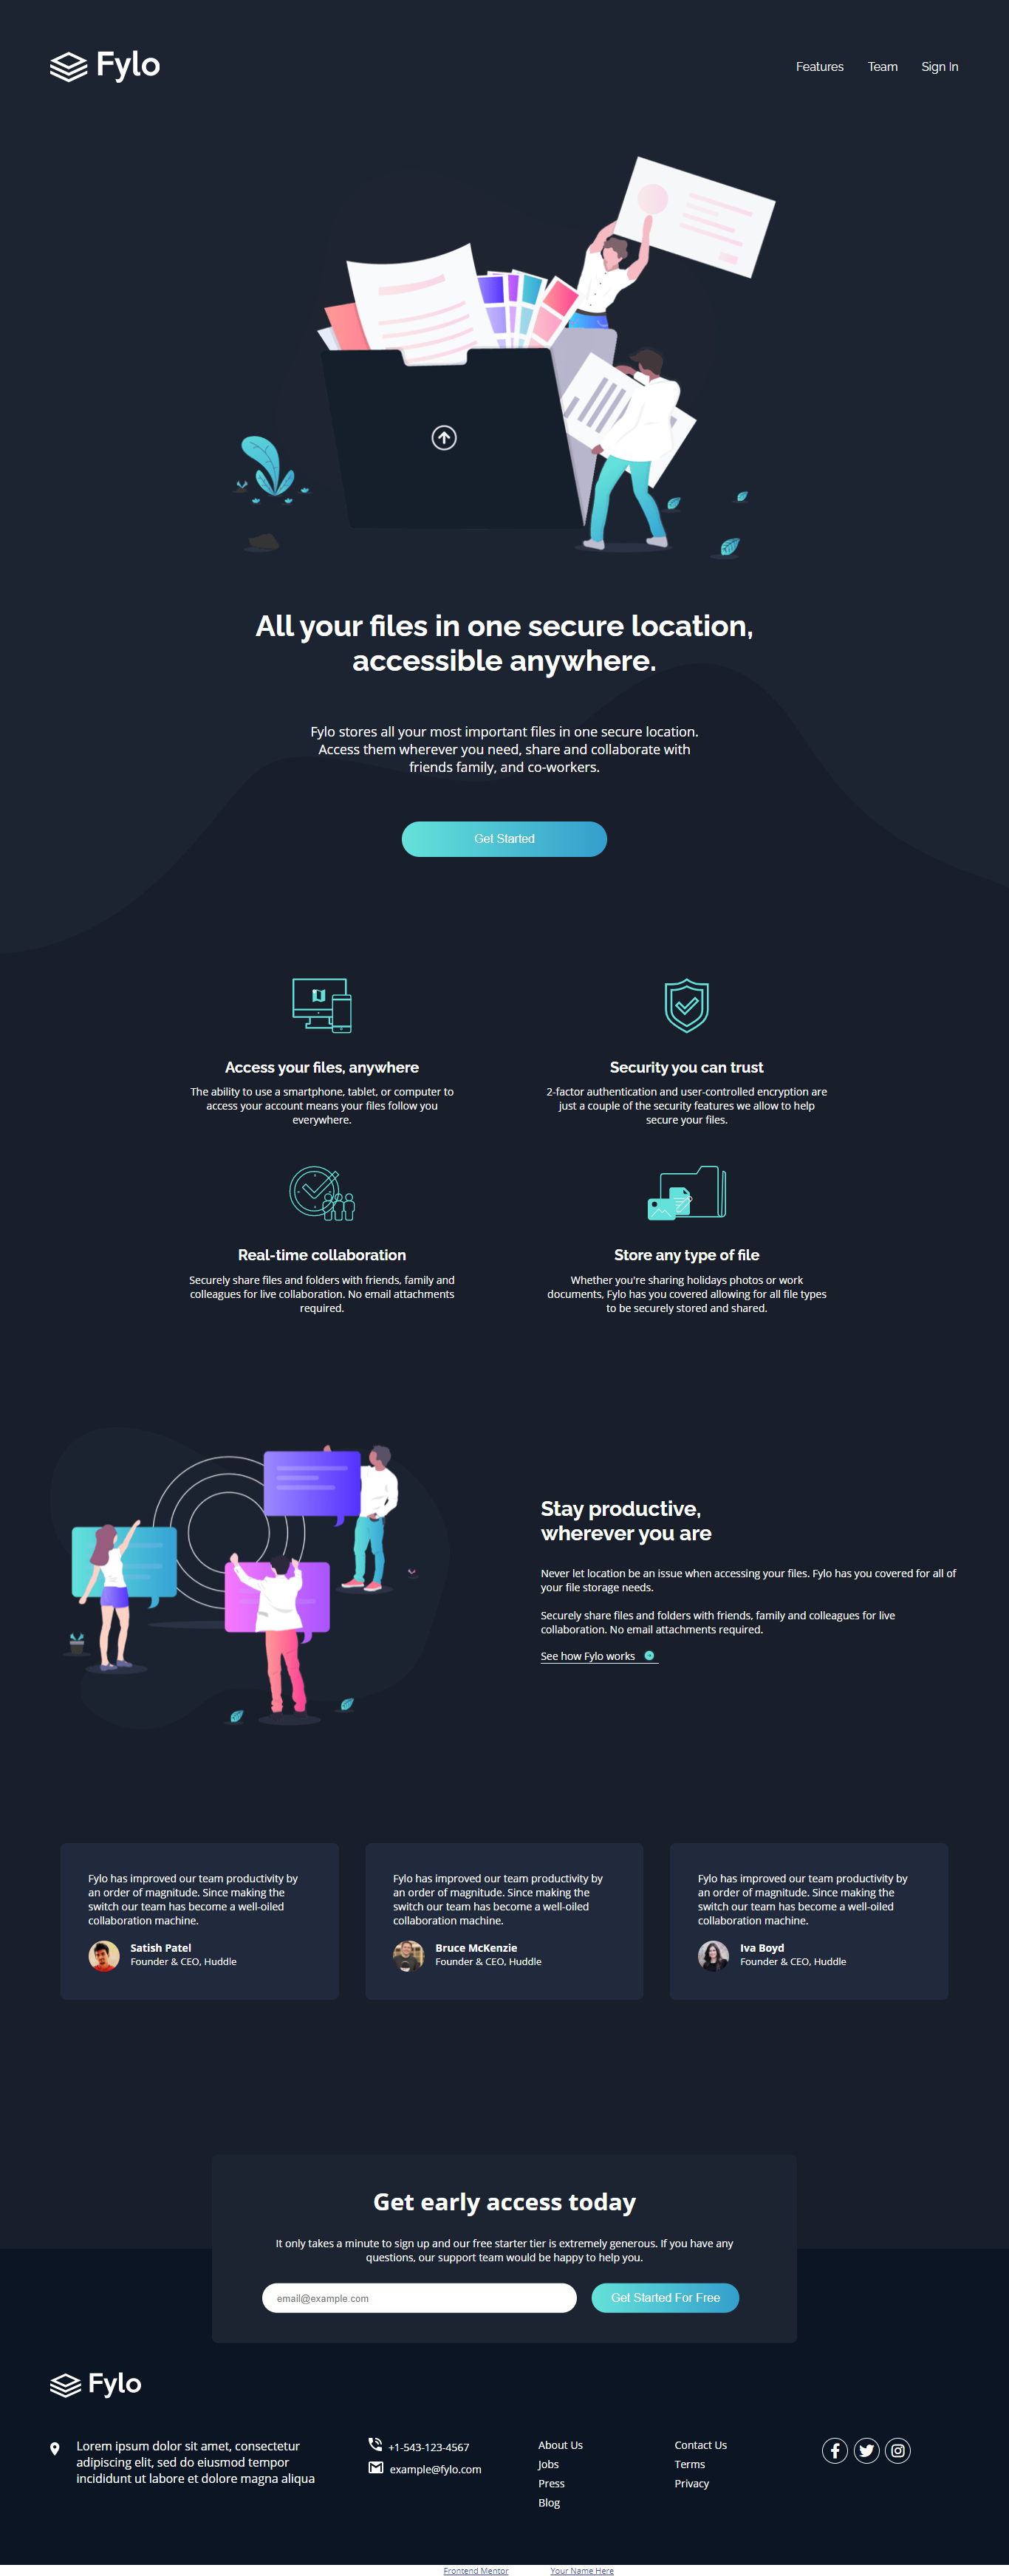 Fylo
Features Team Sign In
All your files in one secure location,
accessible anywhere.
Fylo stores all your most important files in one secure location.
Access them wherever you need, share and collaborate with
friends family, and co-workers.
Get Started
Access your files, anywhere
The ability to use a smartphone, tablet, or computer to
access your account means your files follow you
everywhere.
Security you can trust
2-factor authentication and user-controlled encryption are
just a couple of the security features we allow to help
secure your files.
Real-time collaboration
Securely share files and folders with friends, family and
colleagues for live collaboration. No email attachments
required.
Store any type of file
Whether you're sharing holidays photos or work
documents, Fylo has you covered allowing for all file types
to be securely stored and shared.
Stay productive,
wherever you are
Never let location be an issue when accessing your files. Fylo has you covered for all of
your file storage needs.
Securely share files and folders with friends, family and colleagues for live
collaboration. No email attachments required.
See how Fylo works
Fylo has improved our team productivity by
an order of magnitude. Since making the
switch our team has become a well-oiled
collaboration machine.
Satish Patel
Founder & CEO, Huddle
Fylo has improved our team productivity by
an order of magnitude. Since making the
switch our team has become a well-oiled
collaboration machine.
Bruce McKenzie
Founder & CEO, Huddle
Fylo has improved our team productivity by
an order of magnitude. Since making the
switch our team has become a well-oiled
collaboration machine.
Iva Boyd
Founder & CEO, Huddle
Get early access today
It only takes a minute to sign up and our free starter tier is extremely generous. If you have any
questions, our support team would be happy to help you.
email@example.com
Get Started For Free
Fylo
Lorem ipsum dolor sit amet, consectetur
adipiscing elit, sed do eiusmod tempor
incididunt ut labore et dolore magna aliqua
+1-543-123-4567
example@fylo.com
About Us
Jobs
Press
Blog
Contact Us
Terms
Privacy
Frontend Mentor Your Name Here